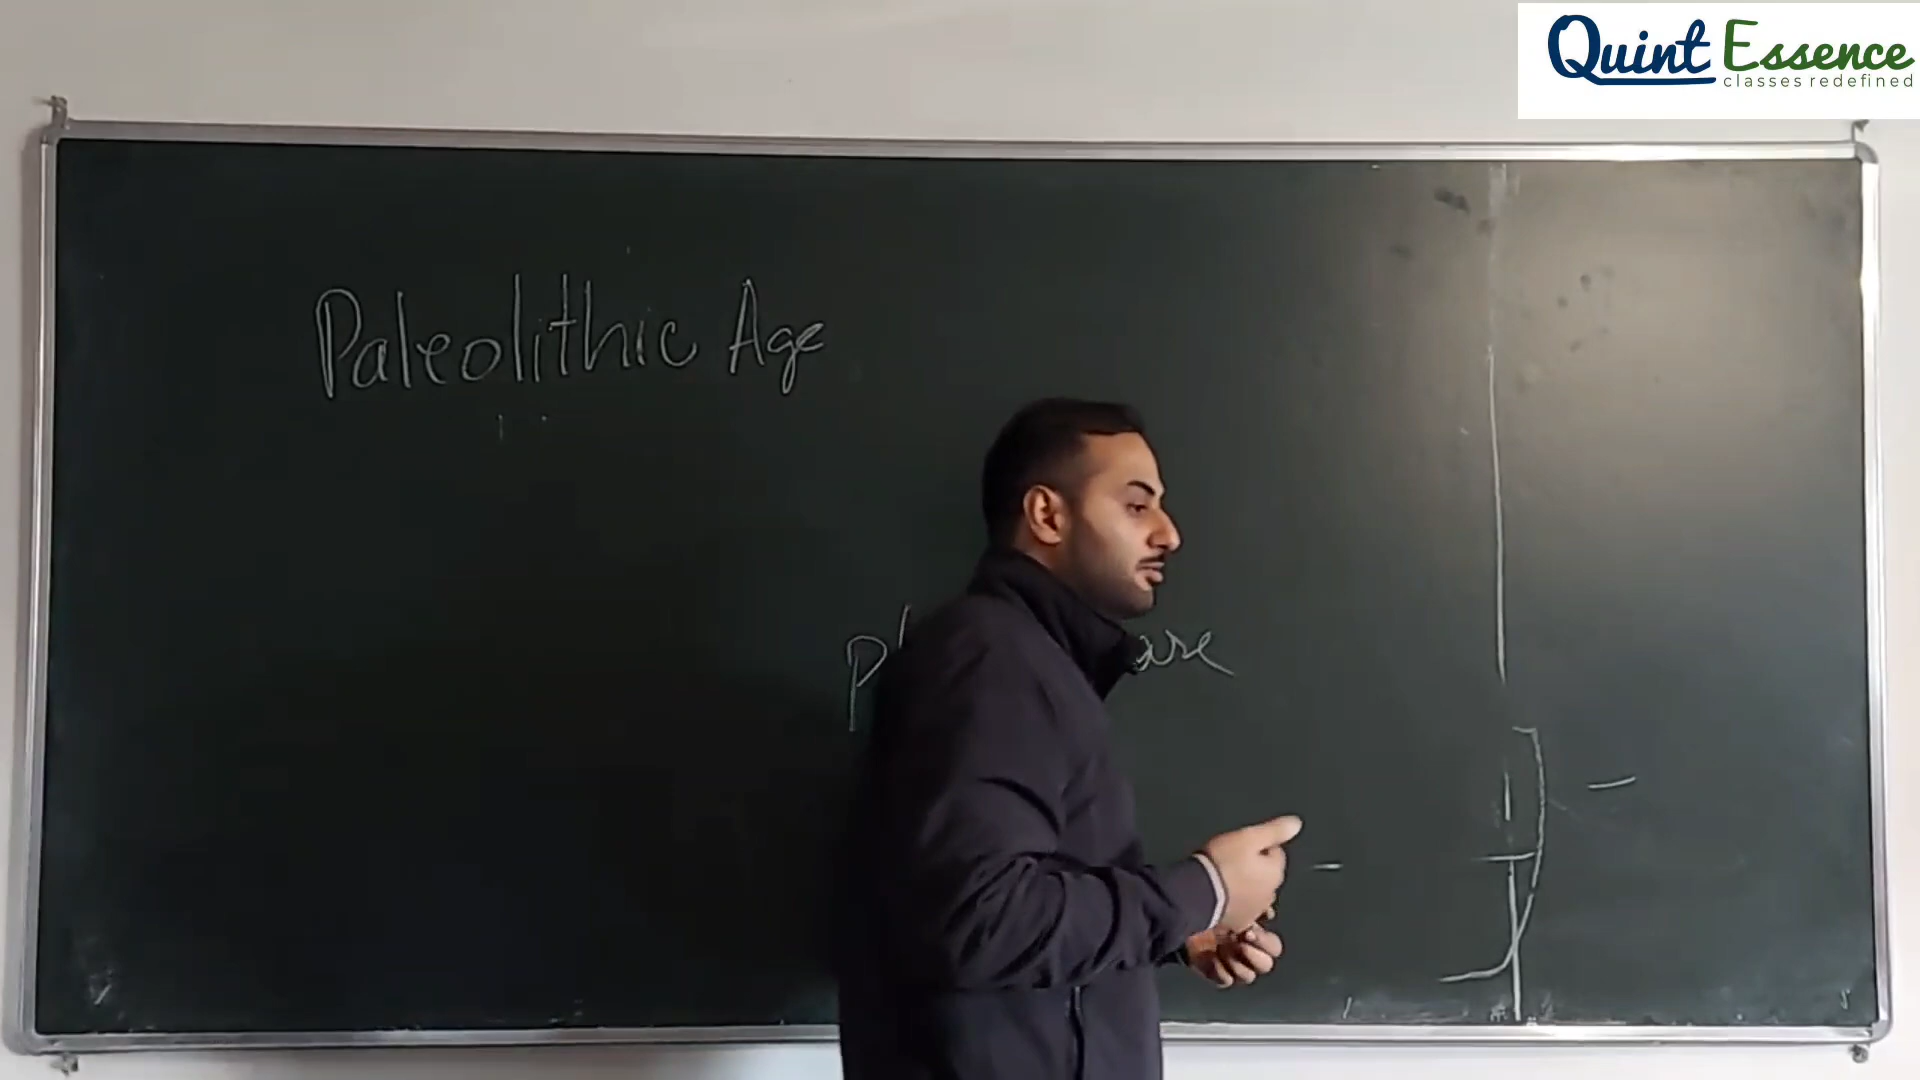 Quint Essence
classes redefined
Paleolithic Age